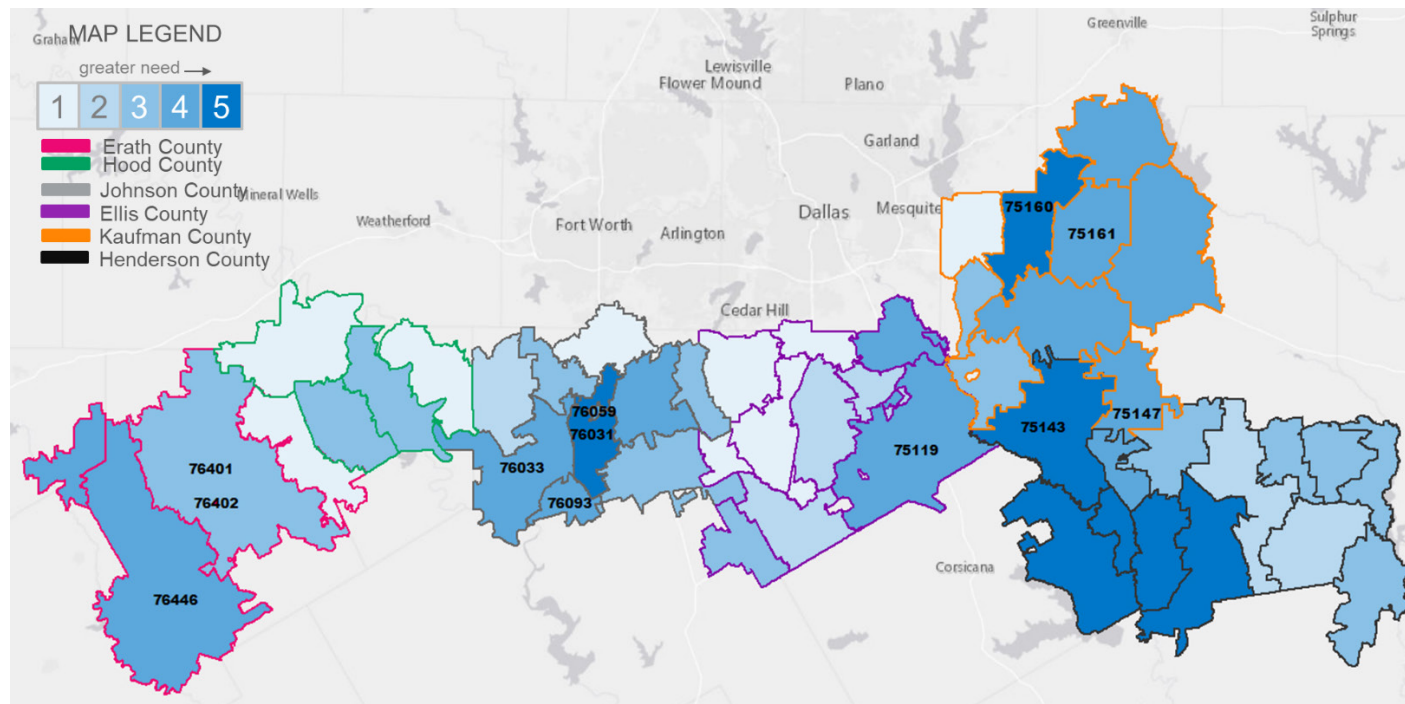 MAP LEGEND
greater need
1 2 3 4 5
Erath County
Hood County
Johnson County
Ellis County
Kaufman County
Henderson County
Graham
Greenville
Sulphur
Springs
Lewisville
Flower Mound
Plano
Garland
Mineral Wells
Weatherford
Fort Worth
Arlington
Dallas
Mesquite
Cedar Hill
Corsicana
75160
75161
76059
76031
75147
75143
76401
76033
75119
76402
76093
76446